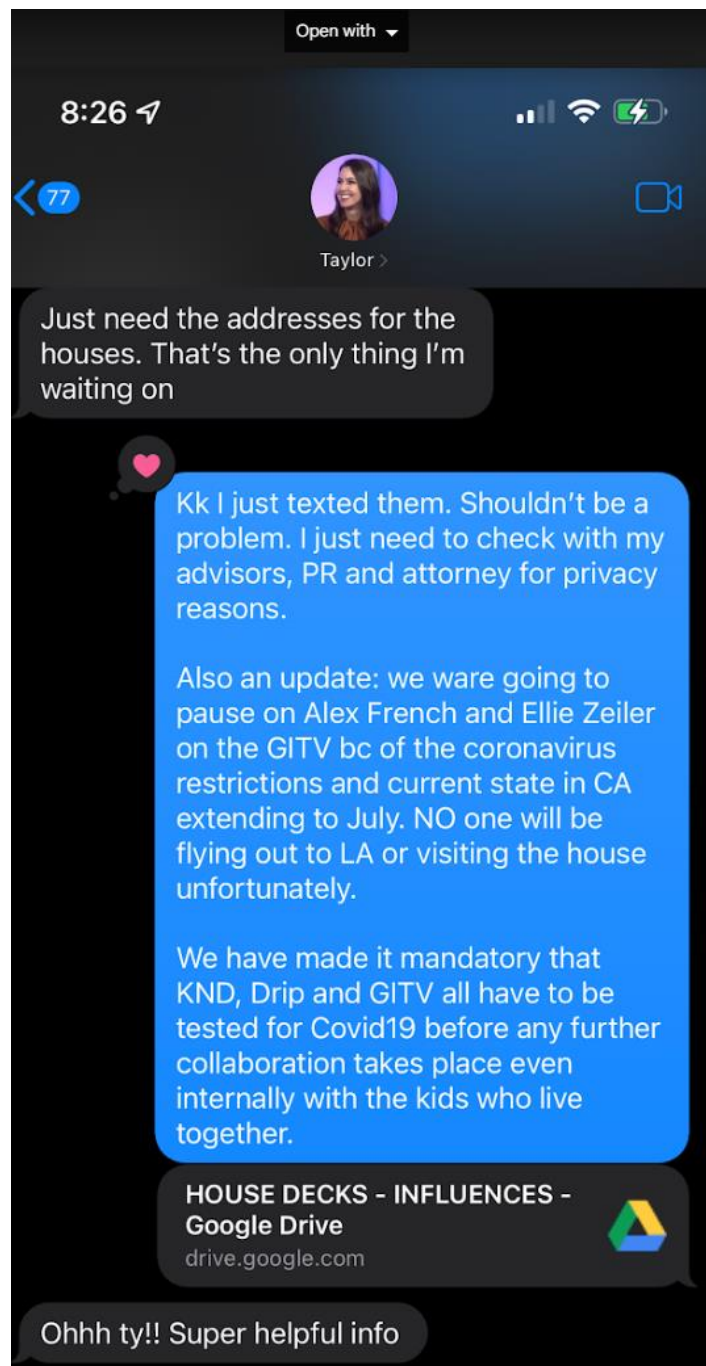 Open with
8:26
77
Taylor
Just need the addresses for the
houses. That's the only thing I'm
waiting on
Kk I just texted them. Shouldn't be a
problem. I just need to check with my
advisors, PR and attorney for privacy
reasons.
Also an update: we ware going to
pause on Alex French and Ellie Zeiler
on the GITV bc of the coronavirus
restrictions and current state in CA
extending to July. NO one will be
flying out to LA or visiting the house
unfortunately.
We have made it mandatory that
KND, Drip and GITV all have to be
tested for Covid19 before any further
collaboration takes place even
internally with the kids who live
together.
HOUSE DECKS - INFLUENCES -
Google Drive
drive.google.com
Ohhh ty!! Super helpful info